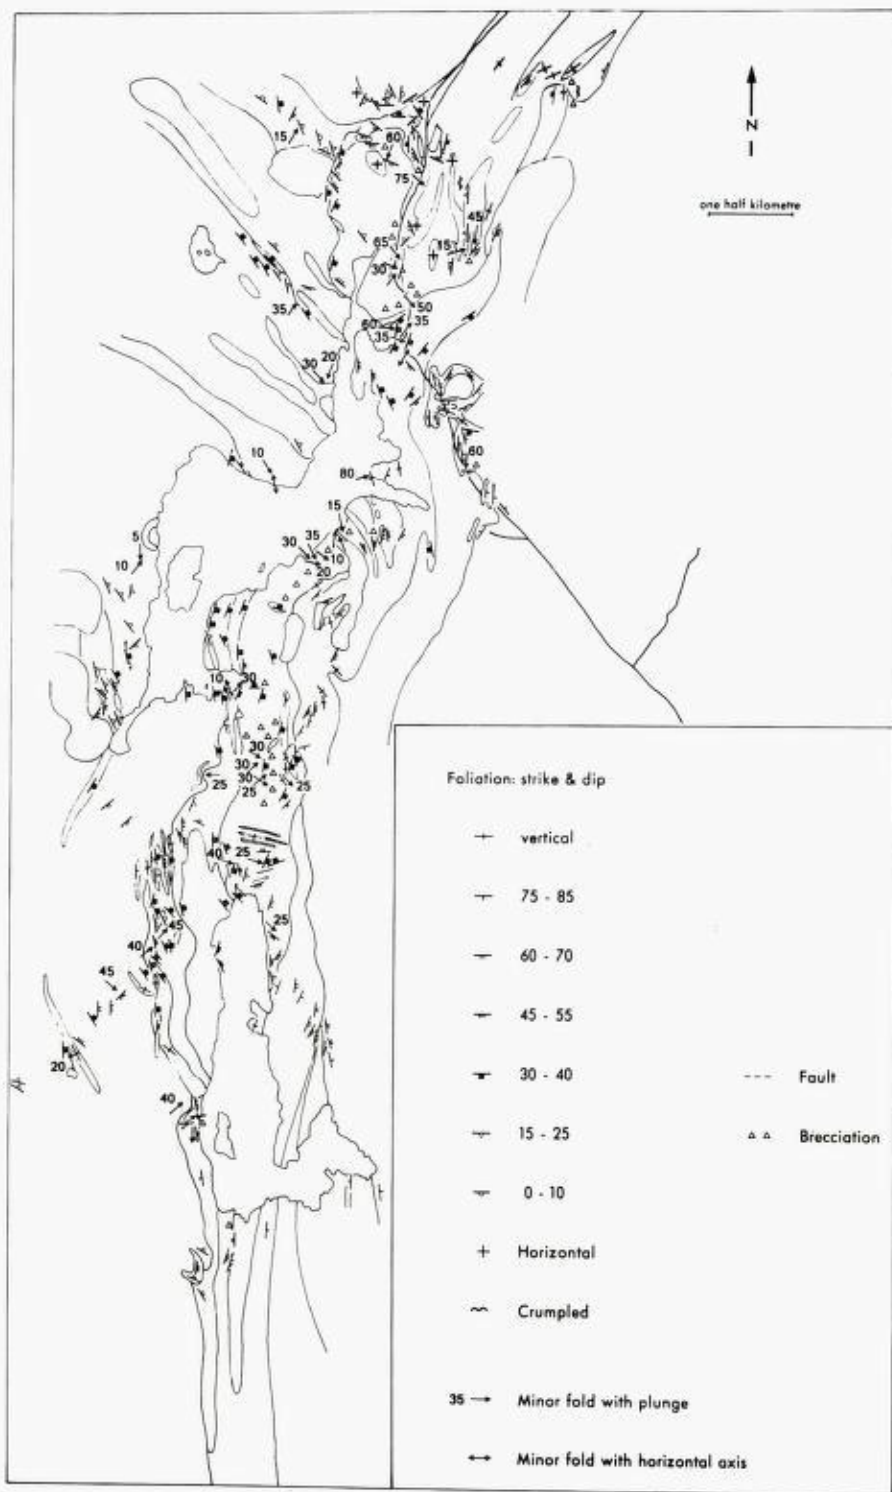 60
15
75
N
one half kilometre
45
15
65
30
35
50
60
35
35
20
30
10
60
80
15
5
35
30
10
10
20
10
30
30
30
25
30
25
25
40
25
45
25
40
45
20
40
Foliation: strike & dip
vertical
75 - 85
60 - 70
45 - 55
30 - 40
Fault
15 - 25
Brecciation
0 - 10
Horizontal
Crumpled
35 Minor fold with plunge
Minor fold with horizontal axis